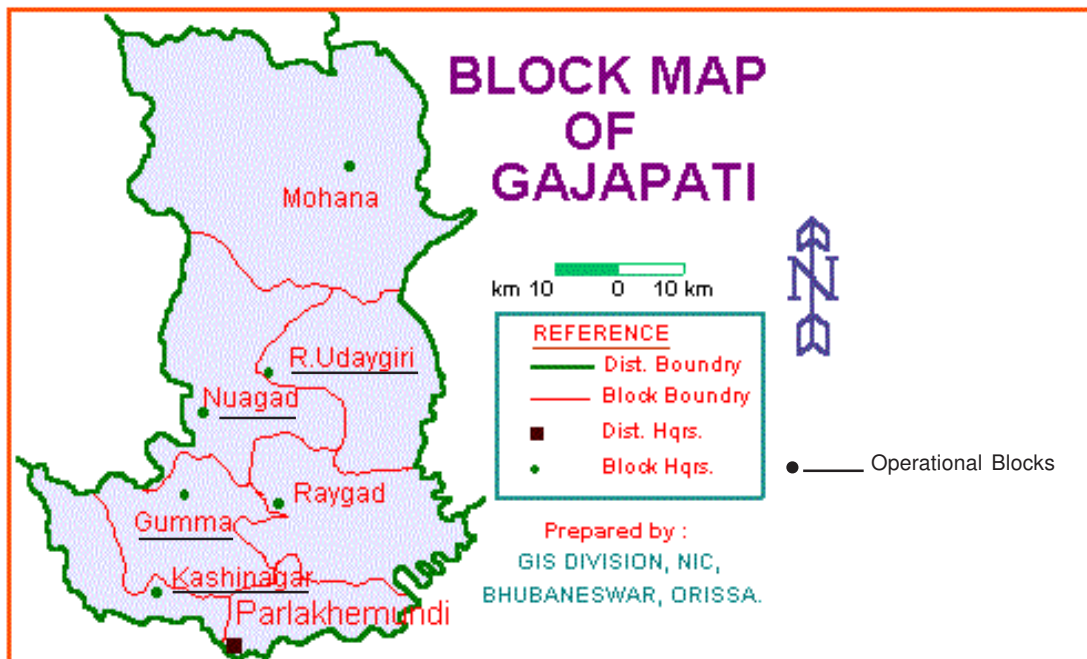 BLOCK MAP
OF
GAJAPATI
Mohana
N
km 10 0 10 km
REFERENCE
Dist. Boundry
Block Boundry
Dist. Hqrs.
Block Hqrs.
Operational Blocks
R.Udaygiri
Nuagad
Raygad
Gumma
Kashinagar
Parlakhemundi
Prepared by :
GIS DIVISION, NIC,
BHUBANESWAR, ORISSA.